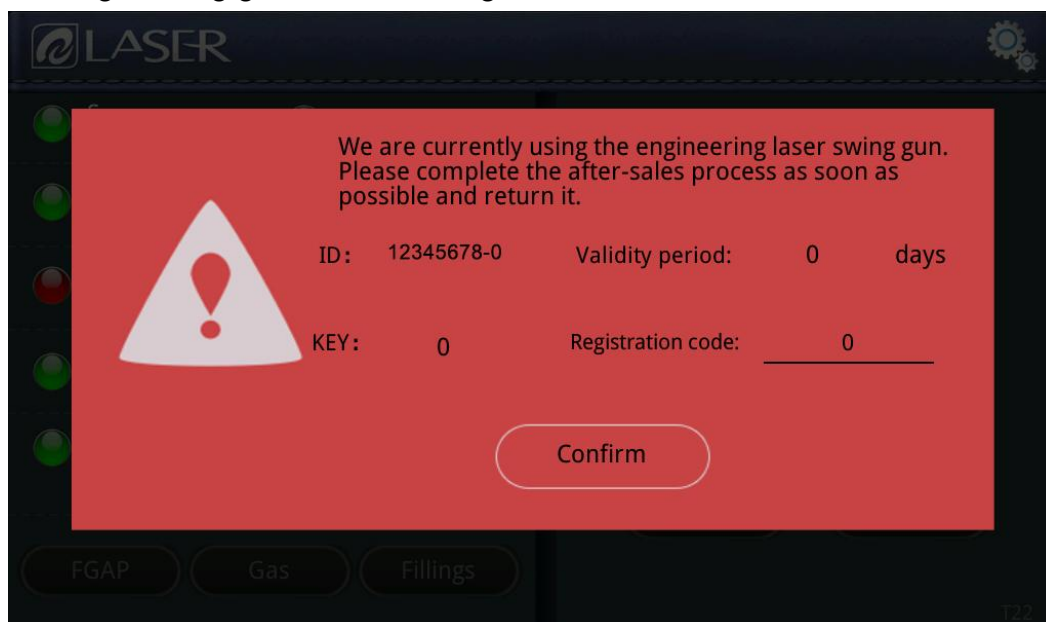 LASER
We are currently using the engineering laser swing gun.
Please complete the after-sales process as soon as
possible and return it.
ID: 12345678-0 Validity period: 0 days
KEY: 0 Registration code: 0
Confirm
FGAP Gas Fillings
T22